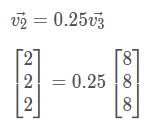 v₂⃗ = 0.25v₃⃗
[2 2 2] = 0.25 [8 8 8]